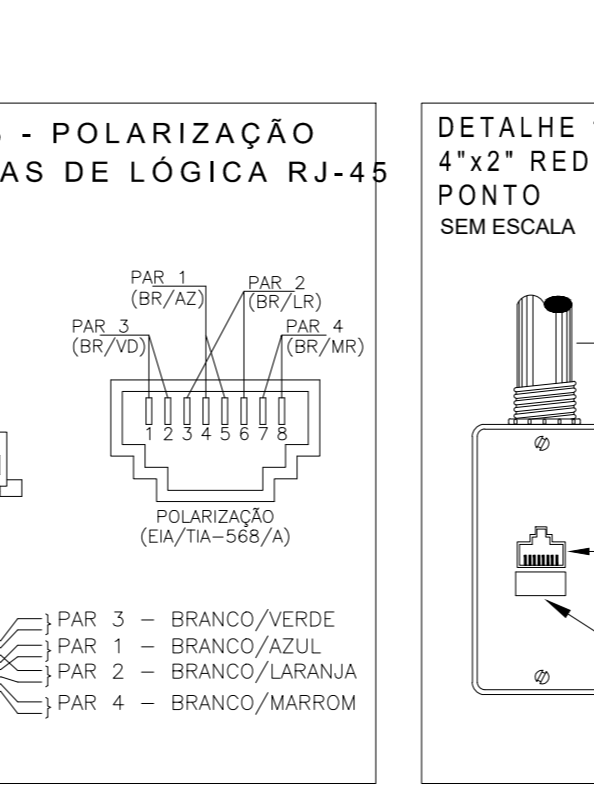 - POLARIZAÇÃO
DE LÓGICA RJ-45
PAR 1
(BR/AZ)
PAR 2
(BR/LR)
PAR 3
(BR/VD)
PAR 4
(BR/MR)
1 2 3 4 5 6 7 8
POLARIZAÇÃO
(EIA/TIA-568/A)
PAR 3 - BRANCO/VERDE
PAR 1 - BRANCO/AZUL
PAR 2 - BRANCO/LARANJA
PAR 4 - BRANCO/MARROM
DETALHE
4"x2" RED
PONTO
SEM ESCALA